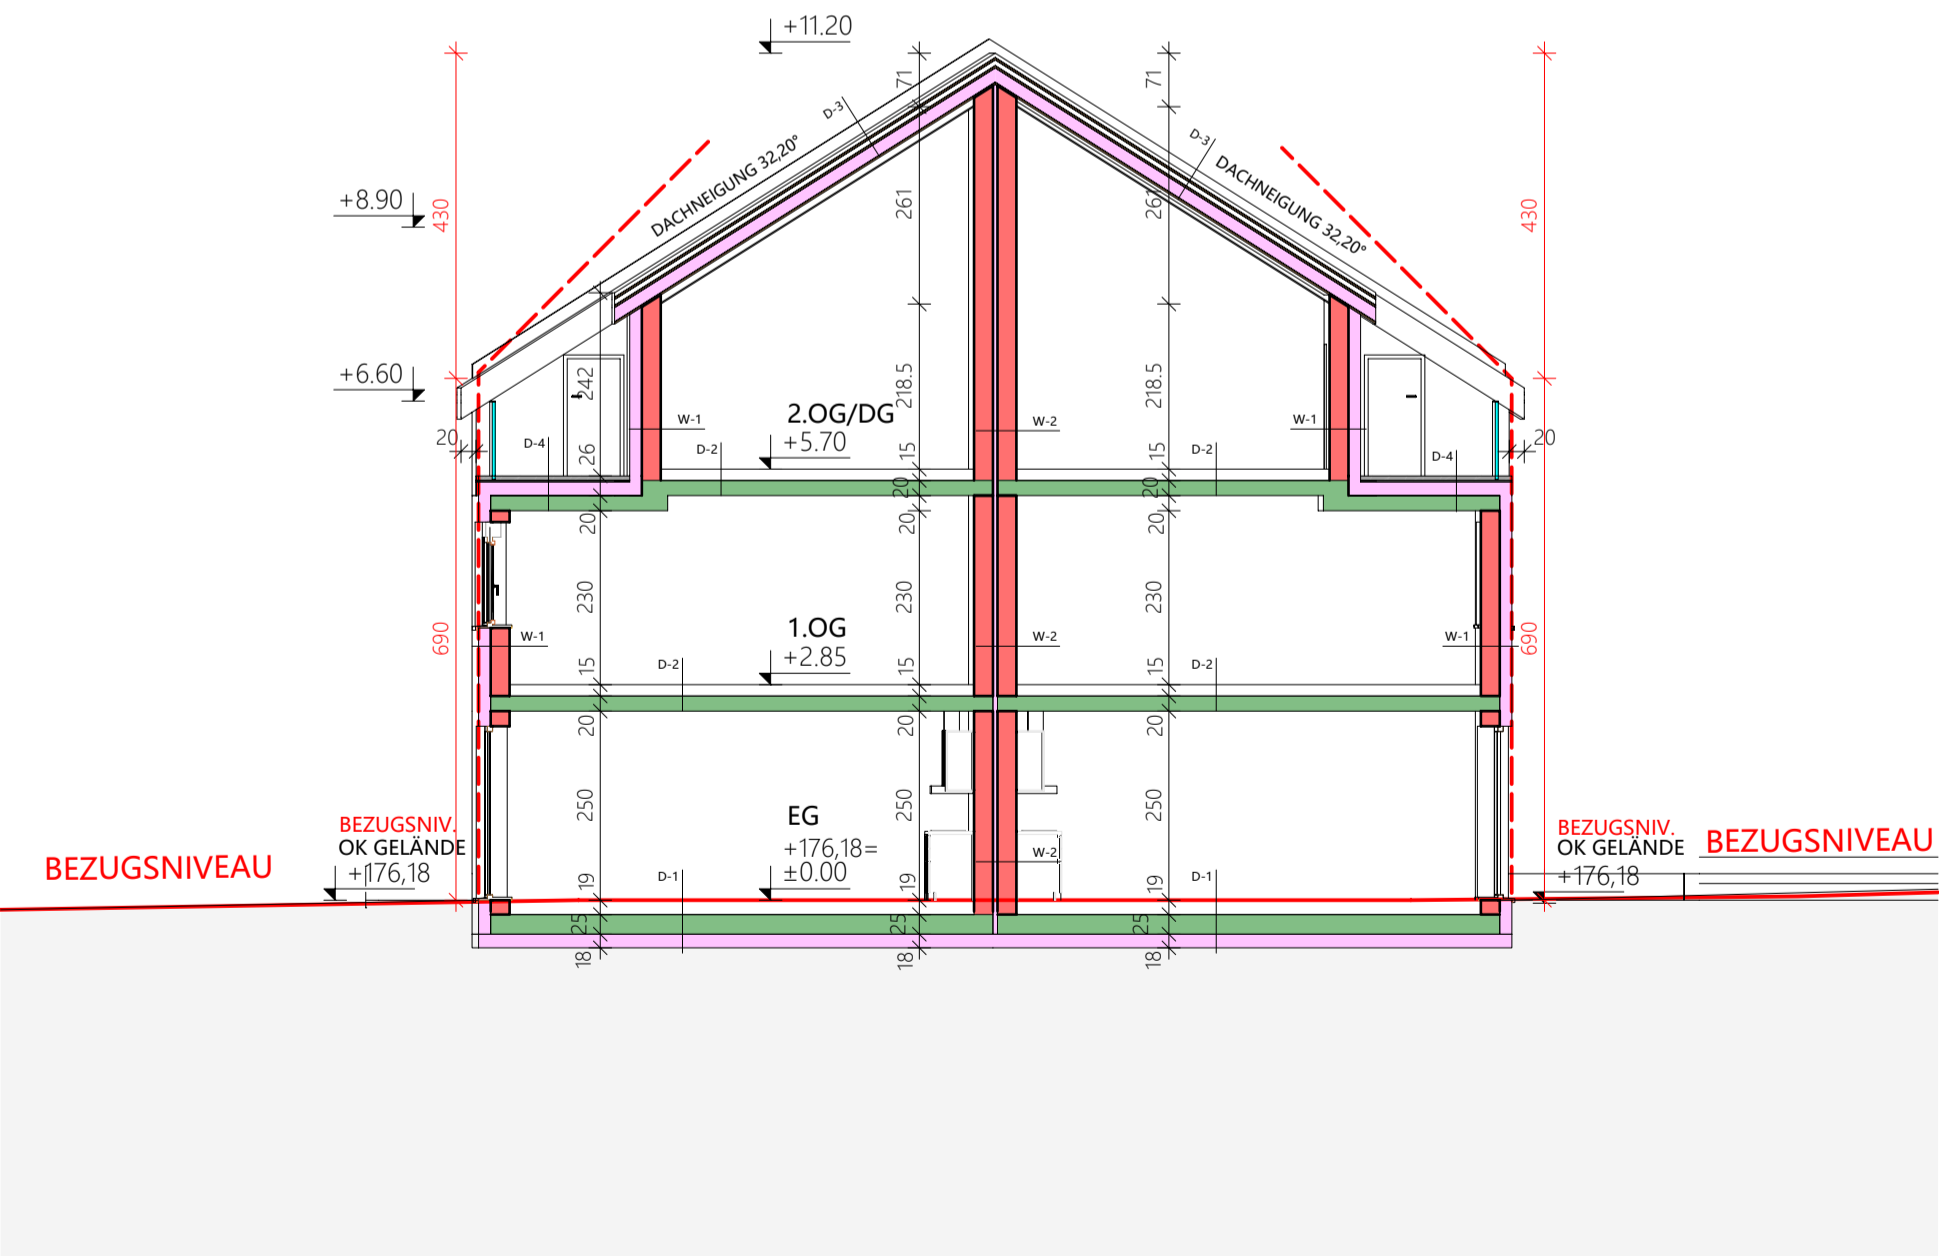 +11.20
71
71
D-3
D-3
DACHNEIGUNG 32,20°
DACHNEIGUNG 32,20°
+8.90
430
261
261
430
+6.60
242
218.5
218.5
2.OG/DG
+5.70
W-1
W-2
W-1
20
D-4
26
D-2
15
15
D-2
D-4
20
20
20
20
20
20
230
230
230
1.OG
+2.85
690
W-1
W-2
W-1
690
15
D-2
15
15
D-2
20
20
20
250
250
250
EG
+176,18=
±0.00
W-2
BEZUGSNIV.
OK GELÄNDE
+176,18
BEZUGSNIVEAU
BEZUGSNIV.
OK GELÄNDE
+176,18
BEZUGSNIVEAU
19
D-1
19
19
D-1
25
25
25
18
18
18